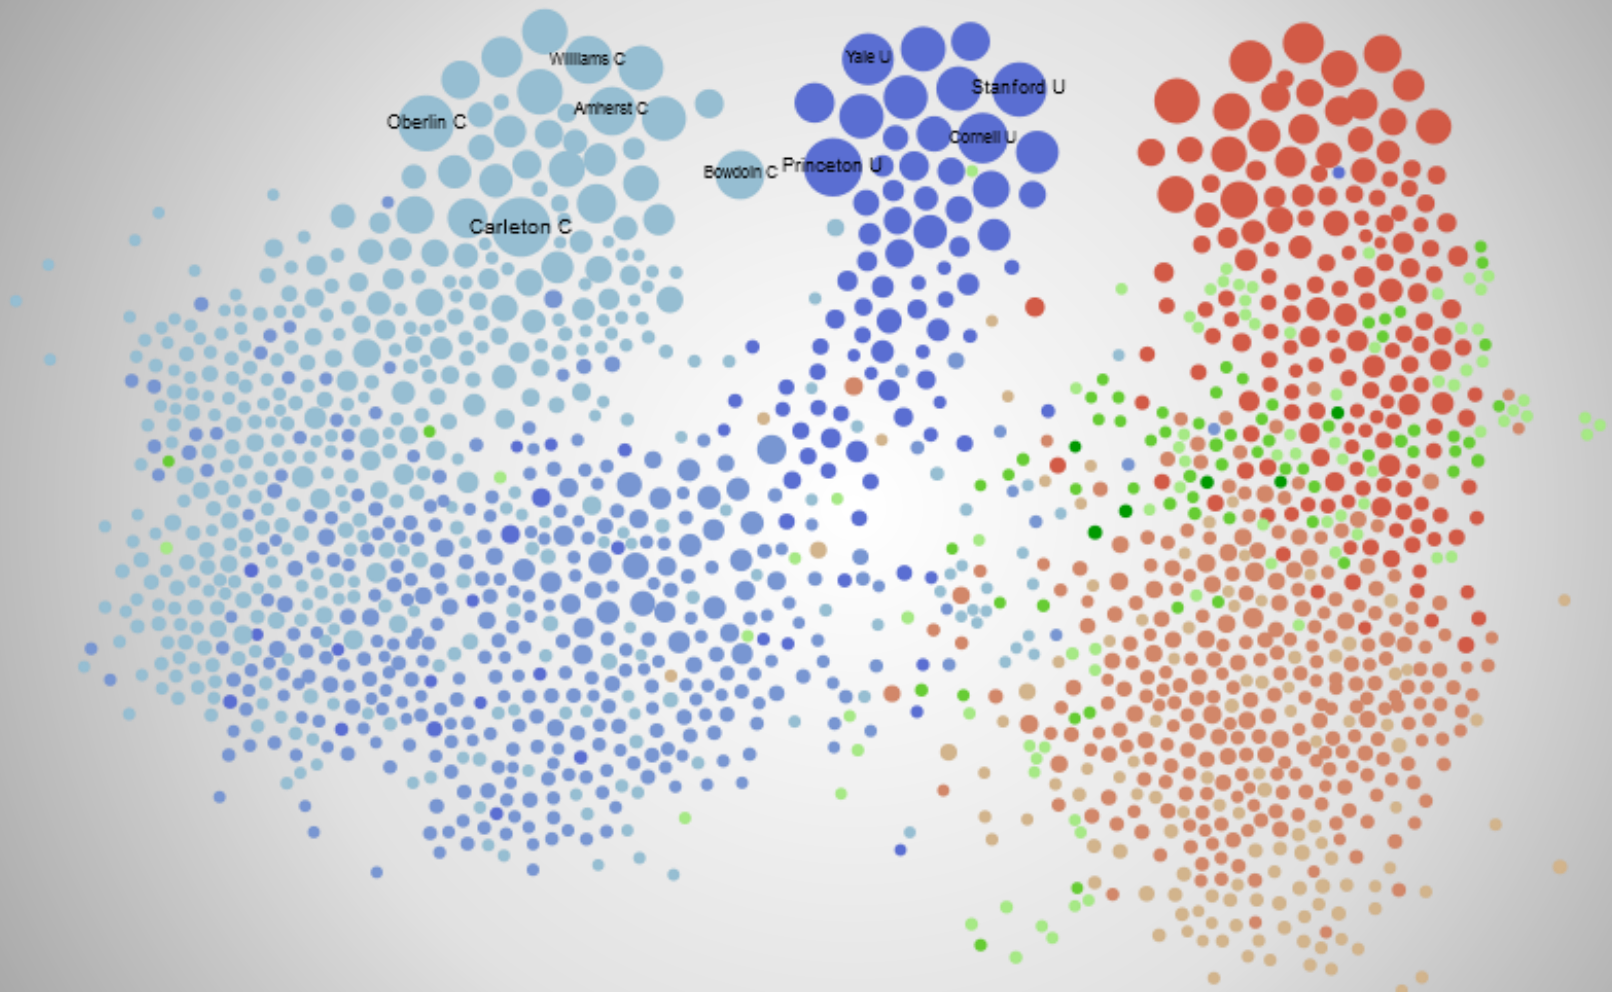 Williams C
Yale U
Stanford U
Amherst C
Oberlin C
Cornell U
Princeton U
Bowdoin C
Carleton C